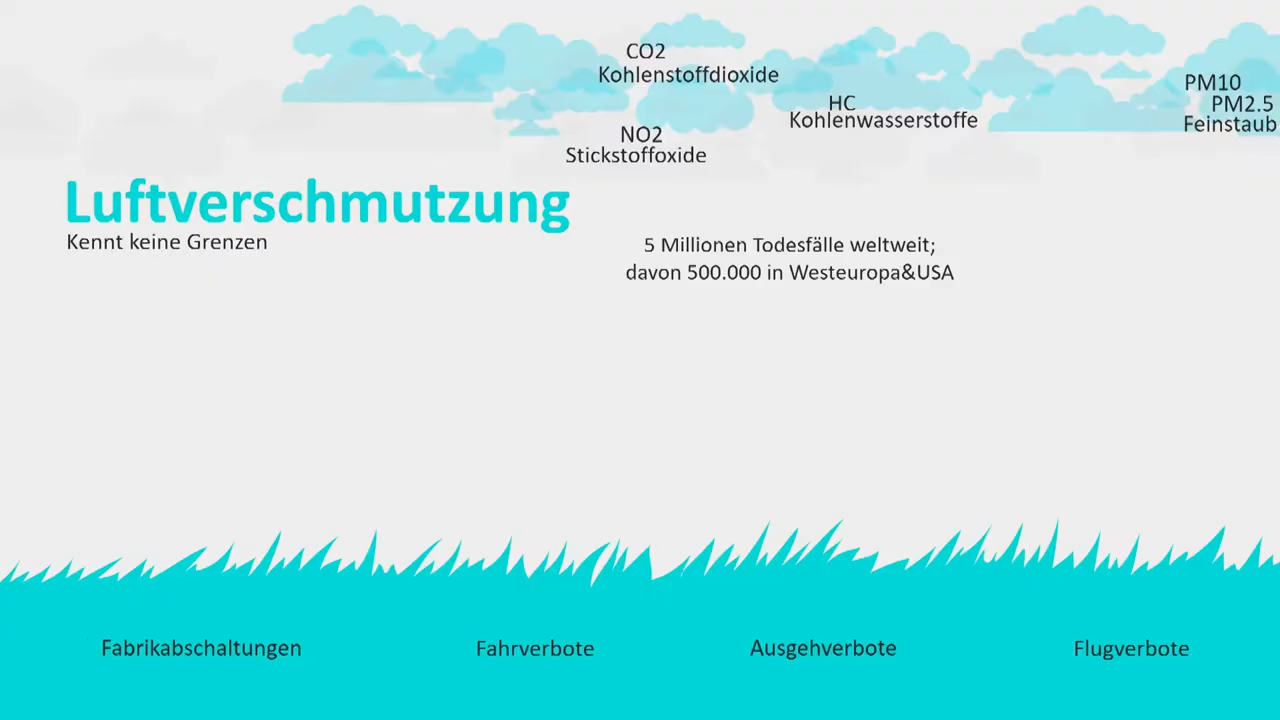 CO2
Kohlenstoffdioxide
NO2
Stickstoffoxide
HC
Kohlenwasserstoffe
PM10
PM2.5
Feinstaub
Luftverschmutzung
Kennt keine Grenzen
5 Millionen Todesfälle weltweit;
davon 500.000 in Westeuropa&USA
Fabrikabschaltungen
Fahrverbote
Ausgehverbote
Flugverbote